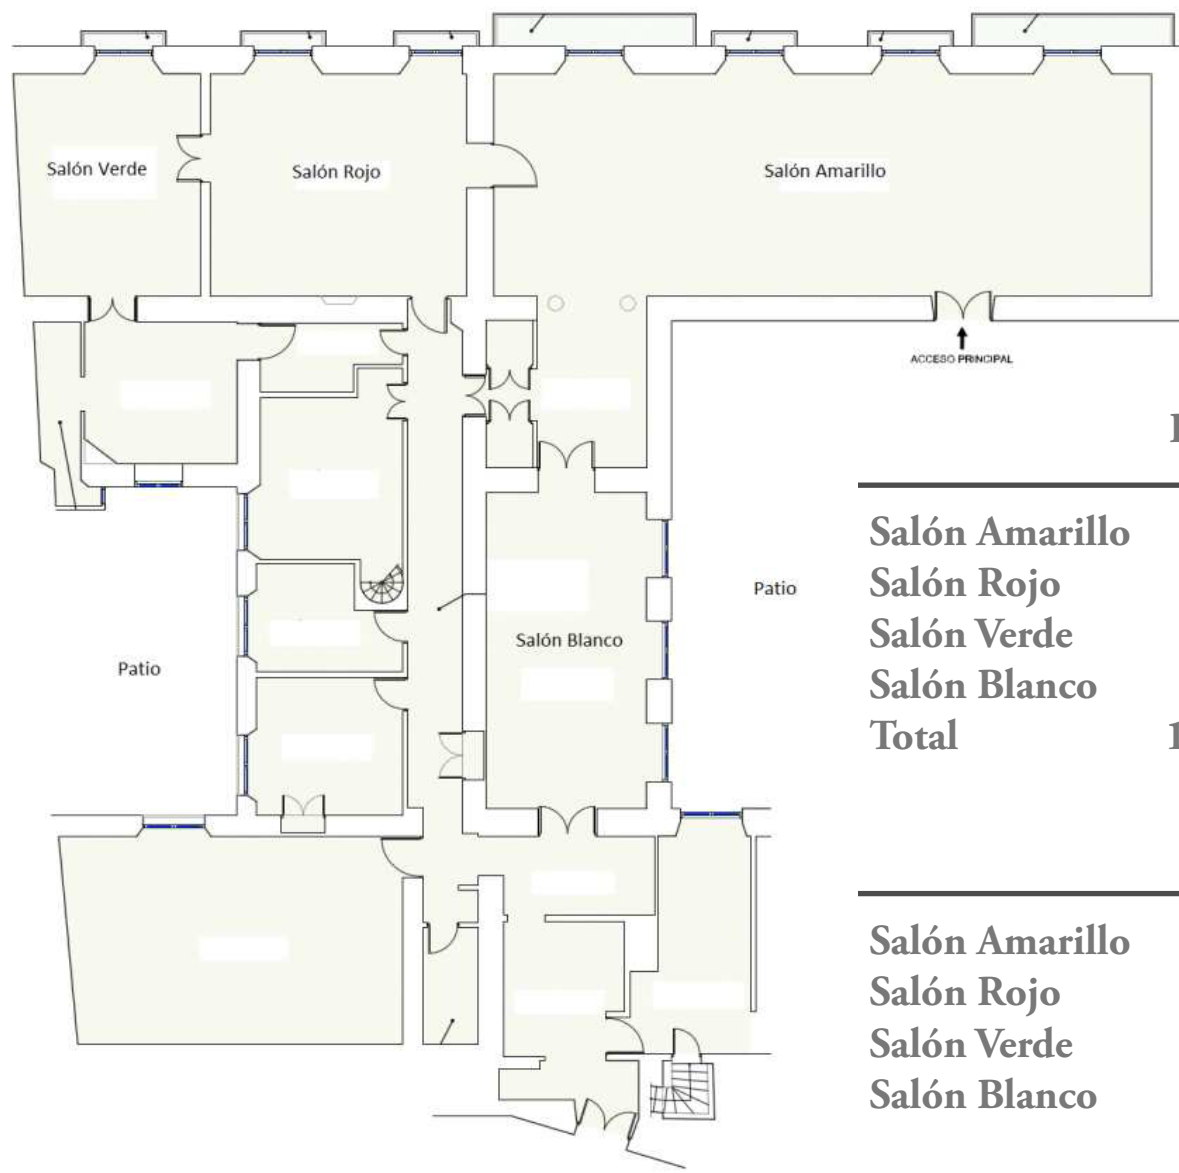 Salón Verde
Salón Rojo
Salón Amarillo
ACCESO PRINCIPAL
Patio
Salón Blanco
Patio
Salón Amarillo
Salón Rojo
Salón Verde
Salón Blanco
Total 1
Salón Amarillo
Salón Rojo
Salón Verde
Salón Blanco